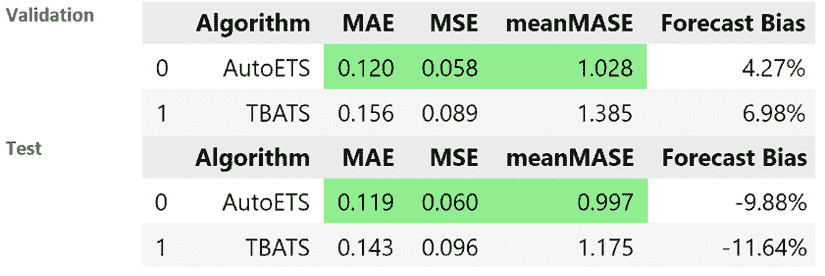 Validation
Algorithm MAE MSE meanMASE Forecast Bias
0 AutoETS 0.120 0.058 1.028 4.27%
1 TBATS 0.156 0.089 1.385 6.98%
Test
Algorithm MAE MSE meanMASE Forecast Bias
0 AutoETS 0.119 0.060 0.997 -9.88%
1 TBATS 0.143 0.096 1.175 -11.64%